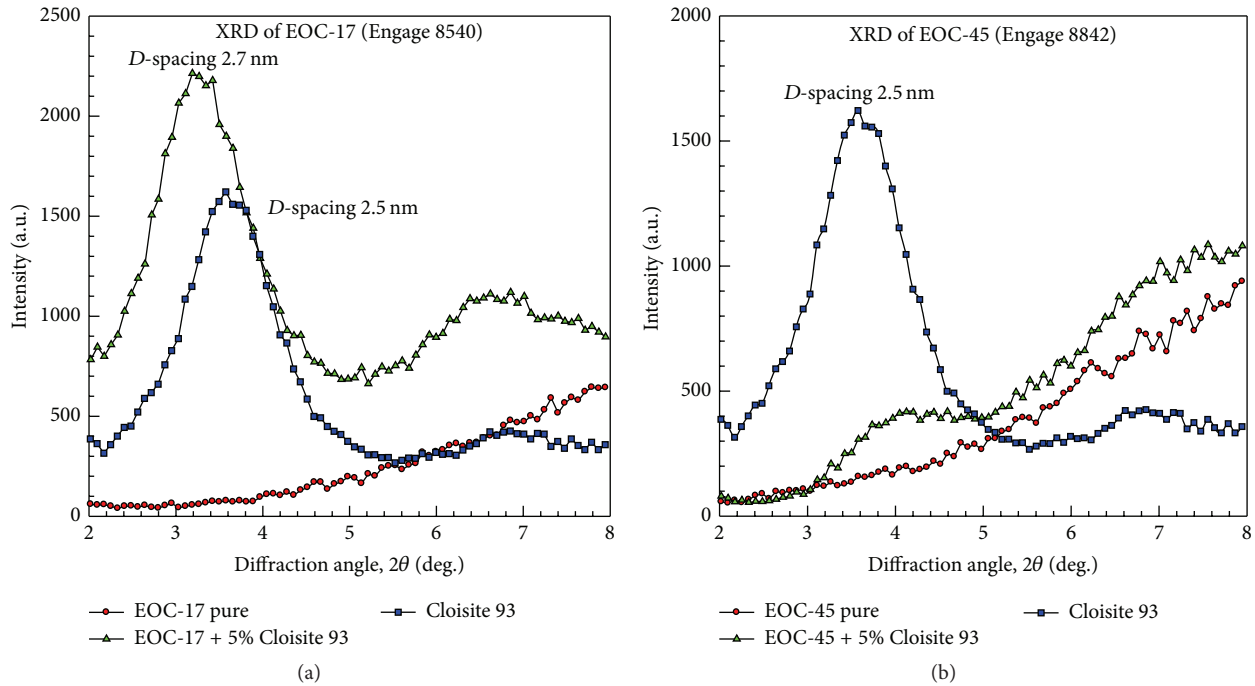 XRD of EOC-17 (Engage 8540)
D-spacing 2.7 nm
D-spacing 2.5 nm
Intensity (a.u.)
2500
2000
1500
1000
500
0
2 3 4 5 6 7 8
Diffraction angle, 2θ (deg.)
EOC-17 pure
Cloisite 93
EOC-17 + 5% Cloisite 93
(a)
XRD of EOC-45 (Engage 8842)
D-spacing 2.5 nm
Intensity (a.u.)
2000
1500
1000
500
0
2 3 4 5 6 7 8
Diffraction angle, 2θ (deg.)
EOC-45 pure
Cloisite 93
EOC-45 + 5% Cloisite 93
(b)